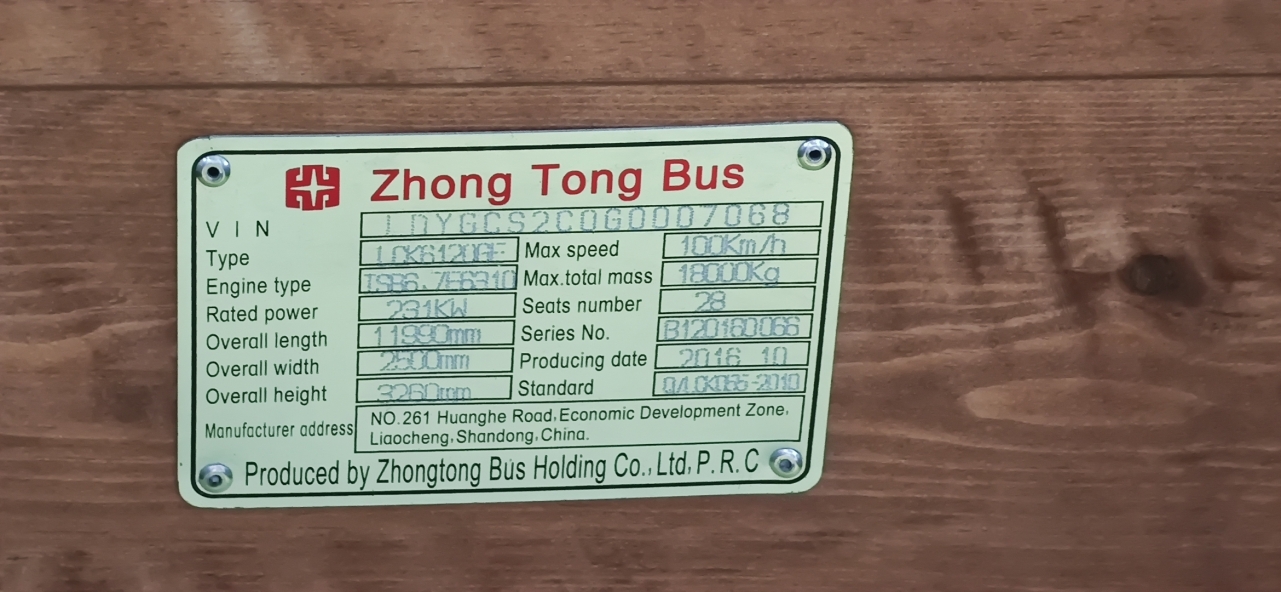 Zhong Tong Bus
VIN LDYGCS2C0G0007068
Type LCK6120GE Max speed 100Km/h
Engine type ISB6.7E6310 Max.total mass 18000Kg
Rated power 231KW Seats number 28
Overall length 11990mm Series No. B120160066
Overall width 2500mm Producing date 2016 10
Overall height 3260mm Standard
Manufacturer address NO.261 Huanghe Road,Economic Development Zone,
Liaocheng,Shandong,China.
Produced by Zhongtong Bus Holding Co.,Ltd,P.R.C